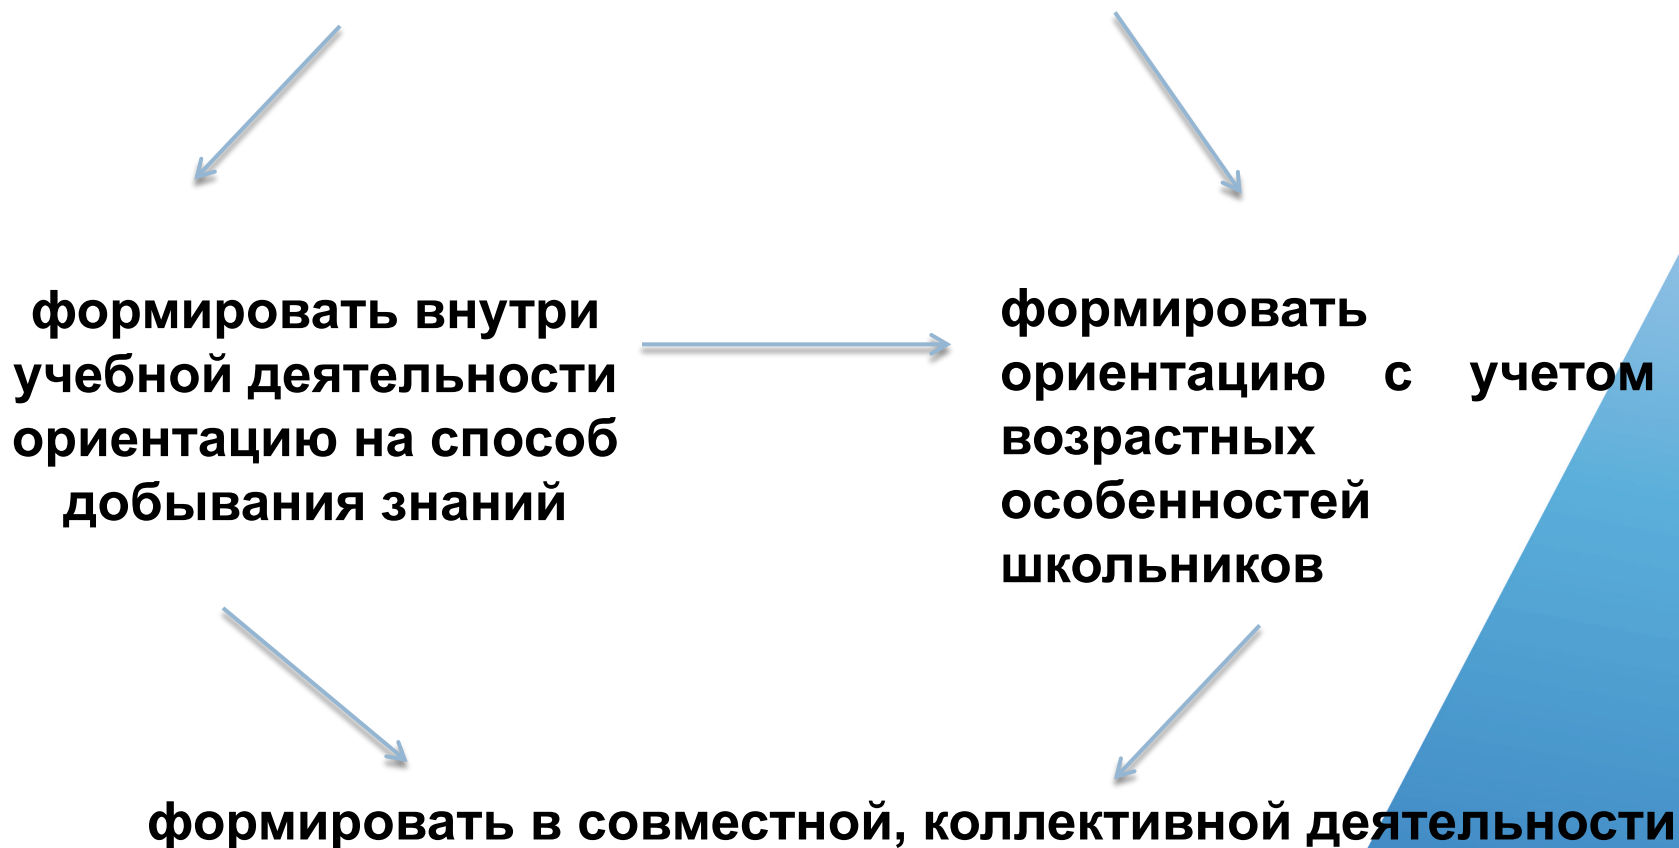 формировать внутри
учебной деятельности
ориентацию на способ
добывания знаний
формировать
ориентацию с учетом
возрастных
особенностей
школьников
формировать в совместной, коллективной деятельности